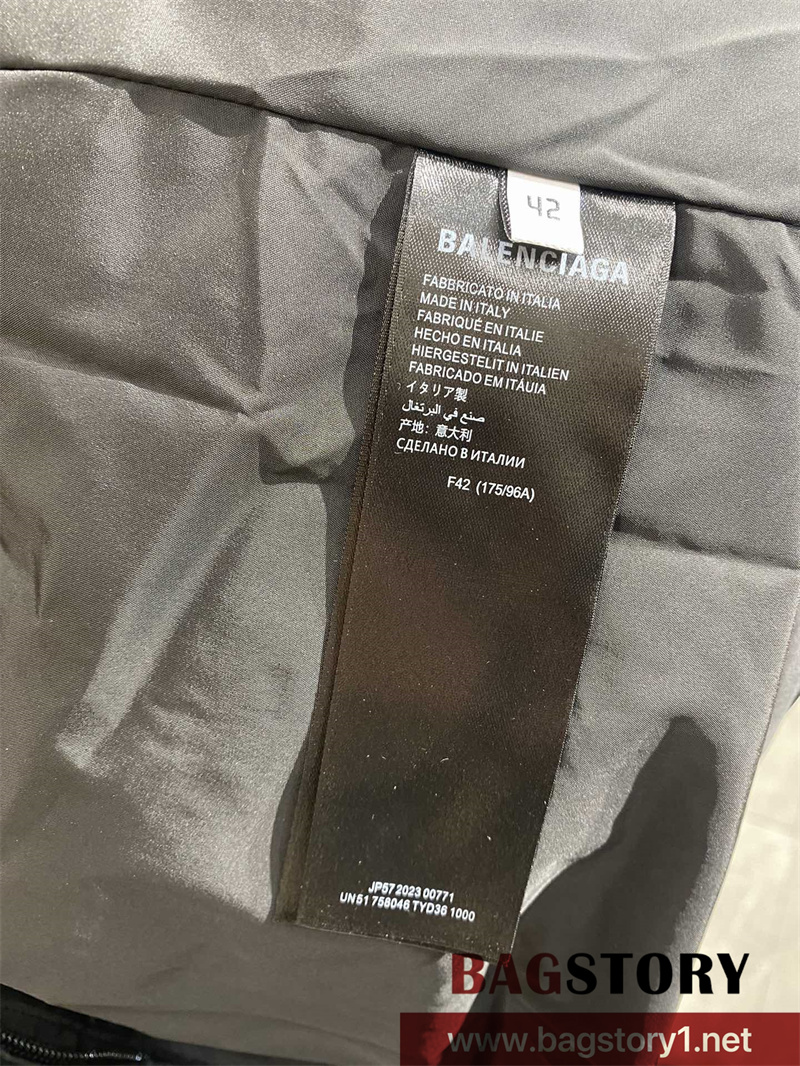 42
BALENCIAGA
FABBRICATO IN ITALIA
MADE IN ITALY
FABRIQUÉ EN ITALIE
HECHO EN ITALIA
HIERGESTELIT IN ITALIEN
FABRICADO EM ITÁUIA
イタリア製
صنع في البرتغال
产地：意大利
СДЕЛАНО В ИТАЛИИ
F42 (175/96A)
JP57 2023 00771
UN51 758046 TYD36 1000
BAGSTORY
www.bagstory1.net